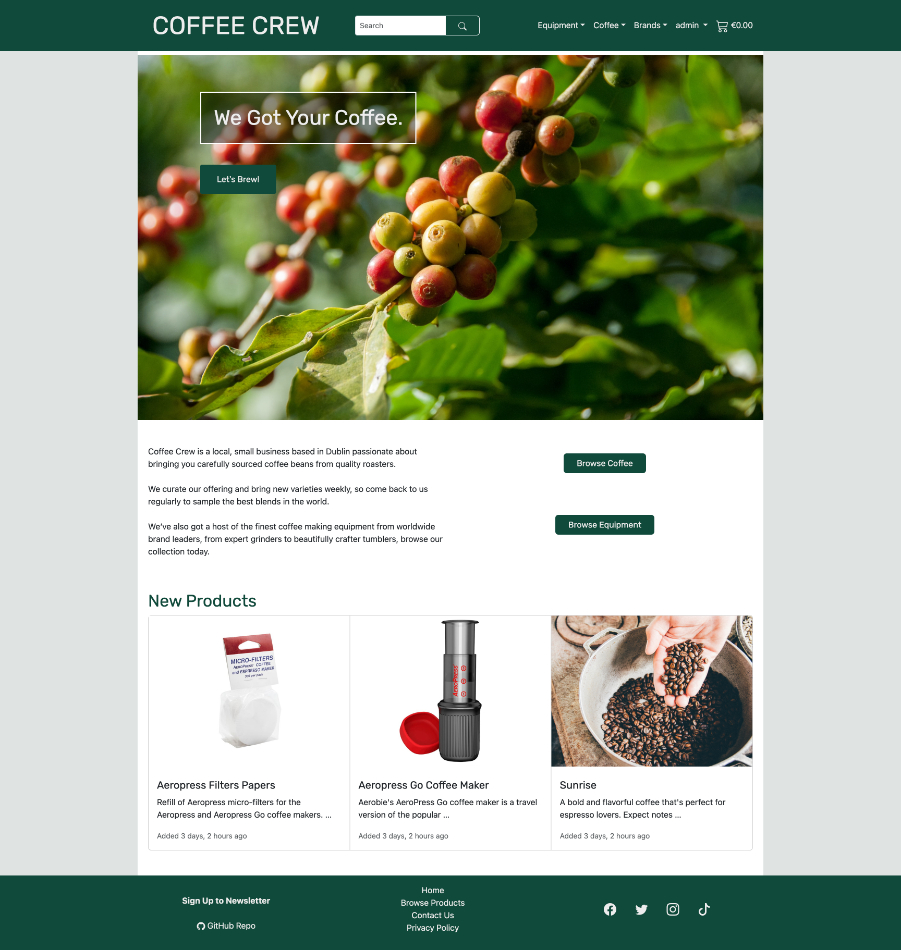 COFFEE CREW
Search
Equipment Coffee Brands admin €0.00
We Got Your Coffee.
Let's Brew!
Coffee Crew is a local, small business based in Dublin passionate about
bringing you carefully sourced coffee beans from quality roasters.
We curate our offering and bring new varieties weekly, so come back to us
regularly to sample the best blends in the world.
We've also got a host of the finest coffee making equipment from worldwide
brand leaders, from expert grinders to beautifully crafter tumblers, browse our
collection today.
Browse Coffee
Browse Equipment
New Products
MICRO-FILTERS
AeroPress COFFEE
and ESPRESSO MAKER
AEROPRESS
Aeropress Filters Papers
Refill of Aeropress micro-filters for the
Aeropress and Aeropress Go coffee makers. ...
Added 3 days, 2 hours ago
Aeropress Go Coffee Maker
Aerobie's AeroPress Go coffee maker is a travel
version of the popular ...
Added 3 days, 2 hours ago
Sunrise
A bold and flavorful coffee that's perfect for
espresso lovers. Expect notes ...
Added 3 days, 2 hours ago
Sign Up to Newsletter
GitHub Repo
Home
Browse Products
Contact Us
Privacy Policy